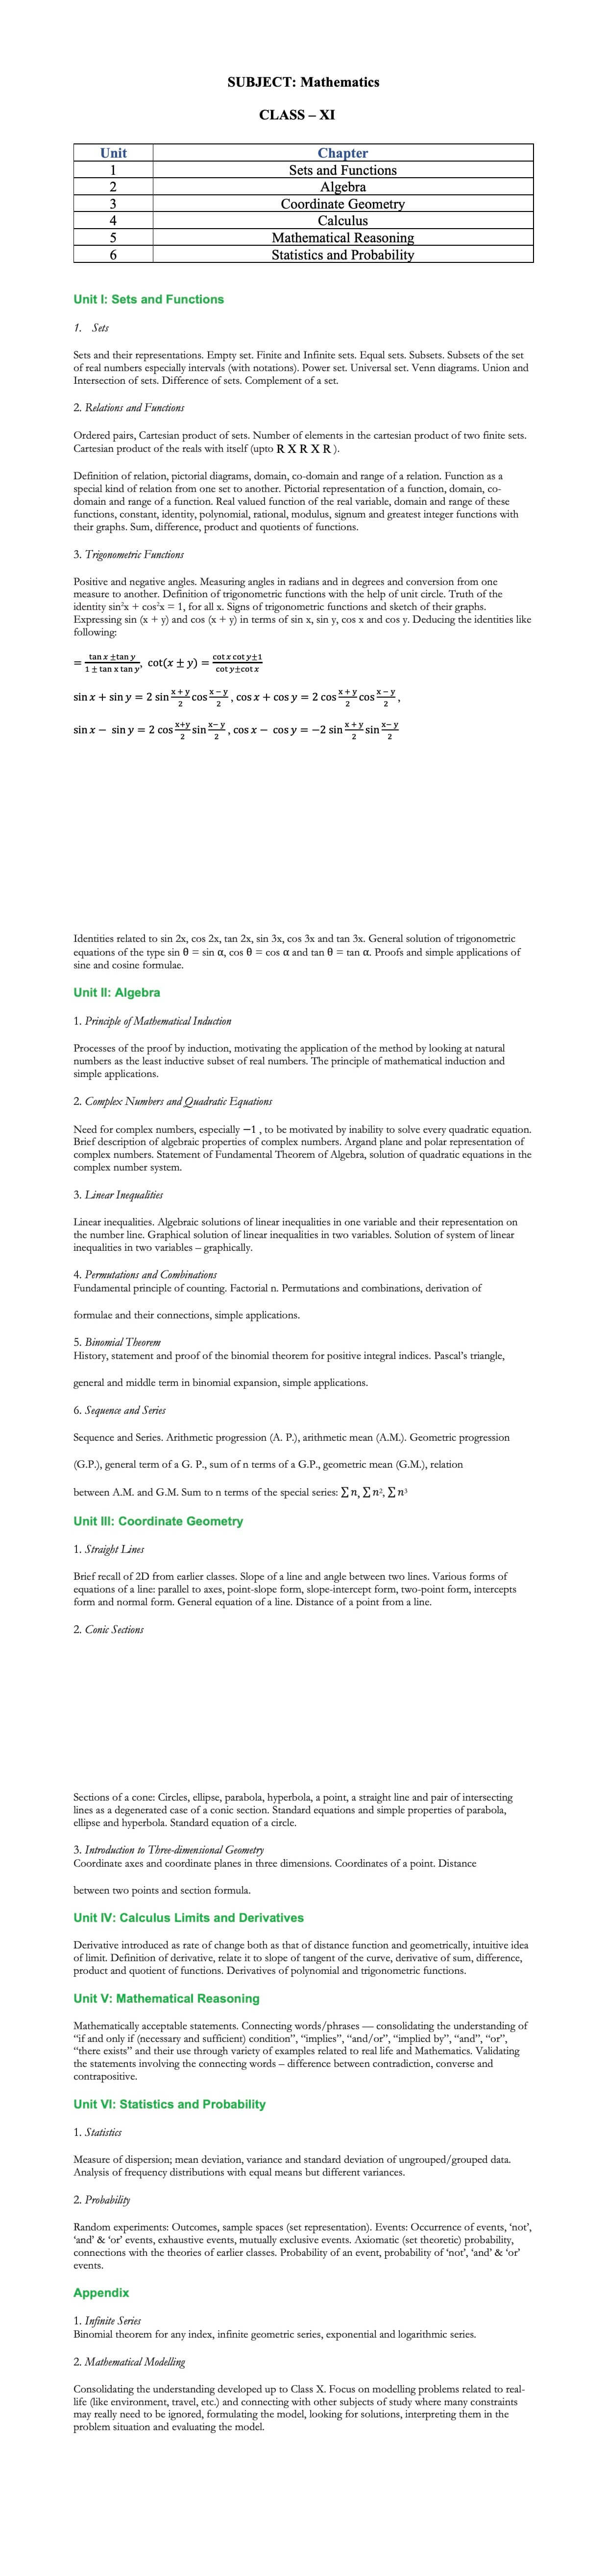 SUBJECT: Mathematics
CLASS – XI
Unit Chapter
1 Sets and Functions
2 Algebra
3 Coordinate Geometry
4 Calculus
5 Mathematical Reasoning
6 Statistics and Probability
Unit I: Sets and Functions
1. Sets
Sets and their representations. Empty set. Finite and Infinite sets. Equal sets. Subsets. Subsets of the set
of real numbers especially intervals (with notations). Power set. Universal set. Venn diagrams. Union and
Intersection of sets. Difference of sets. Complement of a set.
2. Relations and Functions
Ordered pairs, Cartesian product of sets. Number of elements in the cartesian product of two finite sets.
Cartesian product of the reals with itself (upto R X R X R ).
Definition of relation, pictorial diagrams, domain, co-domain and range of a relation. Function as a
special kind of relation from one set to another. Pictorial representation of a function, domain, co-
domain and range of a function. Real valued function of the real variable, domain and range of these
functions, constant, identity, polynomial, rational, modulus, signum and greatest integer functions with
their graphs. Sum, difference, product and quotients of functions.
3. Trigonometric Functions
Positive and negative angles. Measuring angles in radians and in degrees and conversion from one
measure to another. Definition of trigonometric functions with the help of unit circle. Truth of the
identity sin²x + cos²x = 1, for all x. Signs of trigonometric functions and sketch of their graphs.
Expressing sin (x + y) and cos (x + y) in terms of sin x, sin y, cos x and cos y. Deducing the identities like
following:
= (tan x ± tan y)/(1 ± tan x tan y), cot(x ± y) = (cot x cot y±1)/(cot y±cot x)
sin x + sin y = 2 sin (x + y)/2 cos (x − y)/2 , cos x + cos y = 2 cos (x + y)/2 cos (x − y)/2 ,
sin x − sin y = 2 cos (x+y)/2 sin (x− y)/2 , cos x − cos y = −2 sin (x + y)/2 sin (x− y)/2
Identities related to sin 2x, cos 2x, tan 2x, sin 3x, cos 3x and tan 3x. General solution of trigonometric
equations of the type sin θ = sin α, cos θ = cos α and tan θ = tan α. Proofs and simple applications of
sine and cosine formulae.
Unit II: Algebra
1. Principle of Mathematical Induction
Processes of the proof by induction, motivating the application of the method by looking at natural
numbers as the least inductive subset of real numbers. The principle of mathematical induction and
simple applications.
2. Complex Numbers and Quadratic Equations
Need for complex numbers, especially −1 , to be motivated by inability to solve every quadratic equation.
Brief description of algebraic properties of complex numbers. Argand plane and polar representation of
complex numbers. Statement of Fundamental Theorem of Algebra, solution of quadratic equations in the
complex number system.
3. Linear Inequalities
Linear inequalities. Algebraic solutions of linear inequalities in one variable and their representation on
the number line. Graphical solution of linear inequalities in two variables. Solution of system of linear
inequalities in two variables – graphically.
4. Permutations and Combinations
Fundamental principle of counting. Factorial n. Permutations and combinations, derivation of
formulae and their connections, simple applications.
5. Binomial Theorem
History, statement and proof of the binomial theorem for positive integral indices. Pascal's triangle,
general and middle term in binomial expansion, simple applications.
6. Sequence and Series
Sequence and Series. Arithmetic progression (A. P.), arithmetic mean (A.M.). Geometric progression
(G.P.), general term of a G. P., sum of n terms of a G.P., geometric mean (G.M.), relation
between A.M. and G.M. Sum to n terms of the special series: ∑n, ∑n², ∑n³
Unit III: Coordinate Geometry
1. Straight Lines
Brief recall of 2D from earlier classes. Slope of a line and angle between two lines. Various forms of
equations of a line: parallel to axes, point-slope form, slope-intercept form, two-point form, intercepts
form and normal form. General equation of a line. Distance of a point from a line.
2. Conic Sections
Sections of a cone: Circles, ellipse, parabola, hyperbola, a point, a straight line and pair of intersecting
lines as a degenerated case of a conic section. Standard equations and simple properties of parabola,
ellipse and hyperbola. Standard equation of a circle.
3. Introduction to Three-dimensional Geometry
Coordinate axes and coordinate planes in three dimensions. Coordinates of a point. Distance
between two points and section formula.
Unit IV: Calculus Limits and Derivatives
Derivative introduced as rate of change both as that of distance function and geometrically, intuitive idea
of limit. Definition of derivative, relate it to slope of tangent of the curve, derivative of sum, difference,
product and quotient of functions. Derivatives of polynomial and trigonometric functions.
Unit V: Mathematical Reasoning
Mathematically acceptable statements. Connecting words/phrases — consolidating the understanding of
“if and only if (necessary and sufficient) condition”, “implies”, “and/or”, “implied by”, “and”, “or”,
“there exists” and their use through variety of examples related to real life and Mathematics. Validating
the statements involving the connecting words – difference between contradiction, converse and
contrapositive.
Unit VI: Statistics and Probability
1. Statistics
Measure of dispersion; mean deviation, variance and standard deviation of ungrouped/grouped data.
Analysis of frequency distributions with equal means but different variances.
2. Probability
Random experiments: Outcomes, sample spaces (set representation). Events: Occurrence of events, ‘not’,
‘and’ & ‘or’ events, exhaustive events, mutually exclusive events. Axiomatic (set theoretic) probability,
connections with the theories of earlier classes. Probability of an event, probability of ‘not’, ‘and’ & ‘or’
events.
Appendix
1. Infinite Series
Binomial theorem for any index, infinite geometric series, exponential and logarithmic series.
2. Mathematical Modelling
Consolidating the understanding developed up to Class X. Focus on modelling problems related to real-
life (like environment, travel, etc.) and connecting with other subjects of study where many constraints
may really need to be ignored, formulating the model, looking for solutions, interpreting them in the
problem situation and evaluating the model.